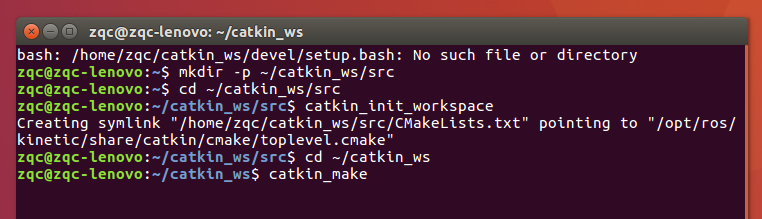 zqc@zqc-lenovo: ~/catkin_ws
bash: /home/zqc/catkin_ws/devel/setup.bash: No such file or directory
zqc@zqc-lenovo:~$ mkdir -p ~/catkin_ws/src
zqc@zqc-lenovo:~$ cd ~/catkin_ws/src
zqc@zqc-lenovo:~/catkin_ws/src$ catkin_init_workspace
Creating symlink "/home/zqc/catkin_ws/src/CMakeLists.txt" pointing to "/opt/ros/
kinetic/share/catkin/cmake/toplevel.cmake"
zqc@zqc-lenovo:~/catkin_ws/src$ cd ~/catkin_ws
zqc@zqc-lenovo:~/catkin_ws$ catkin_make